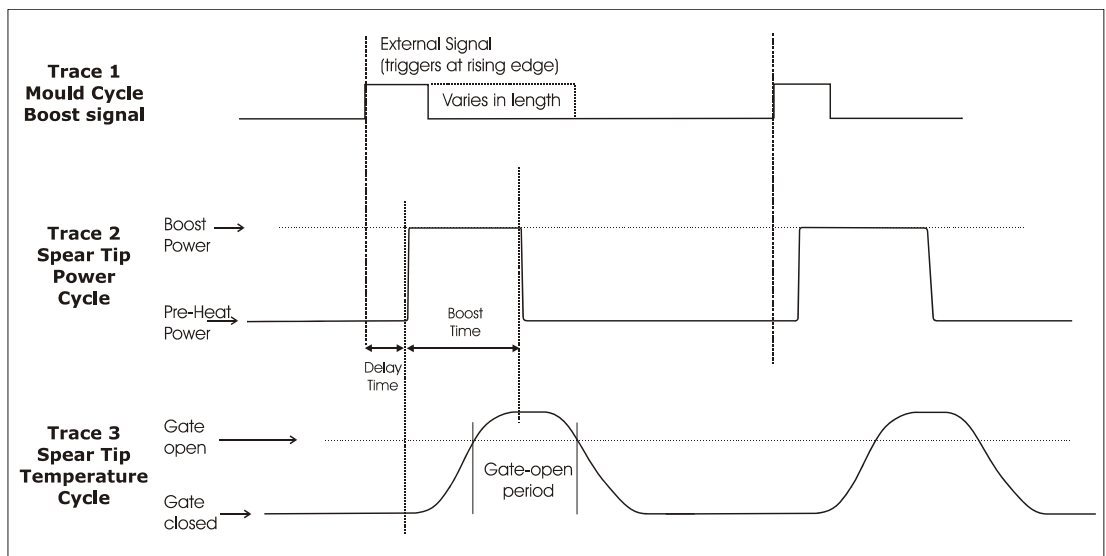 External Signal
(triggers at rising edge)
Trace 1
Mould Cycle
Boost signal
Varies in length
Trace 2
Spear Tip
Power
Cycle
Boost
Power
Pre-Heat
Power
Boost
Time
Delay
Time
Trace 3
Spear Tip
Temperature
Cycle
Gate
open
Gate-open
period
Gate
closed